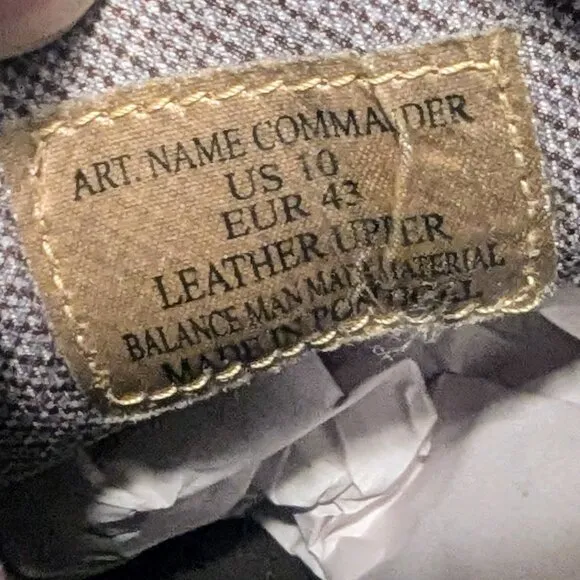 ART. NAME COMMANDER
US 10
EUR 43
LEATHER UPPER
BALANCE MAN MADE MATERIAL
MADE IN PORTUGAL